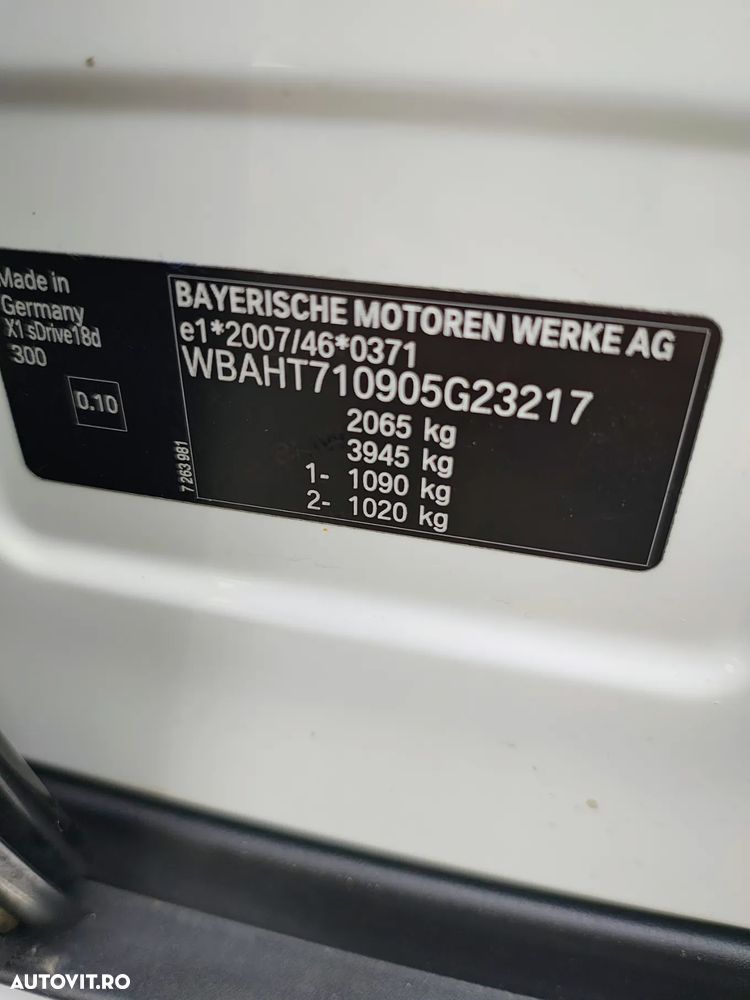 Made in
Germany
X1 sDrive18d
300
0.10
7 263 981
BAYERISCHE MOTOREN WERKE AG
e1*2007/46*0371
WBAHT710905G23217
2065 kg
3945 kg
1- 1090 kg
2- 1020 kg
AUTOVIT.RO